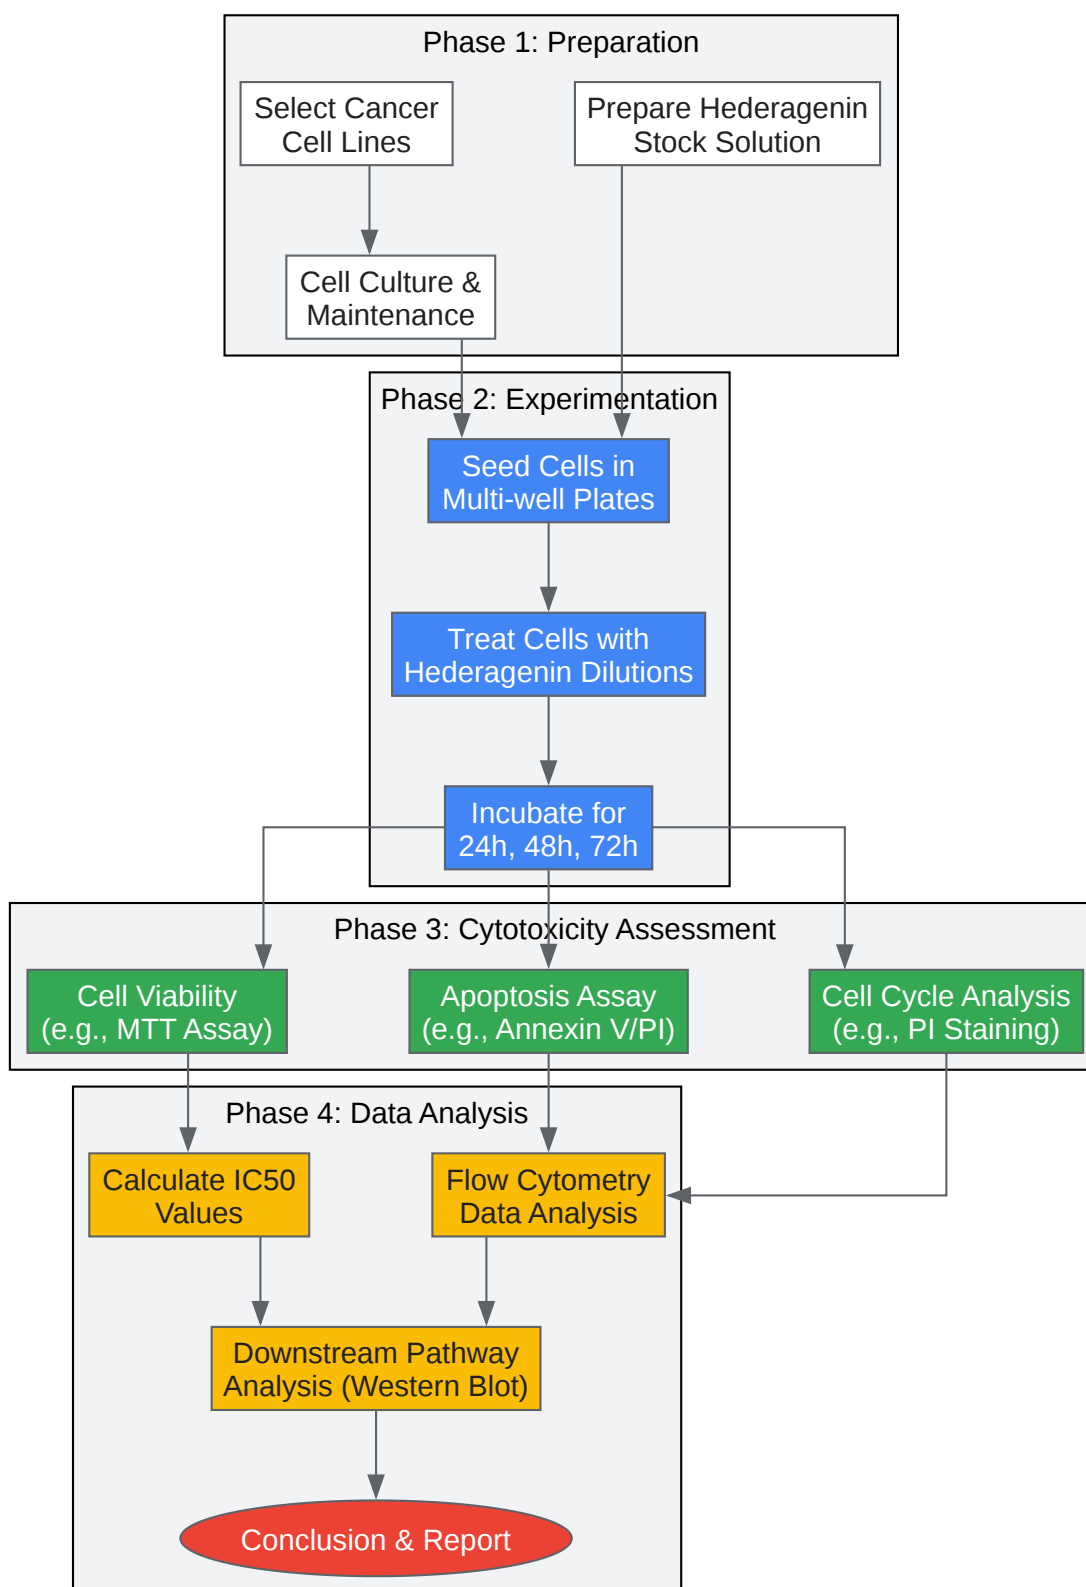 Phase 1: Preparation
Select Cancer
Cell Lines
Prepare Hederagenin
Stock Solution
Cell Culture &
Maintenance
Phase 2: Experimentation
Seed Cells in
Multi-well Plates
Treat Cells with
Hederagenin Dilutions
Incubate for
24h, 48h, 72h
Phase 3: Cytotoxicity Assessment
Cell Viability
(e.g., MTT Assay)
Apoptosis Assay
(e.g., Annexin V/PI)
Cell Cycle Analysis
(e.g., PI Staining)
Phase 4: Data Analysis
Calculate IC50
Values
Flow Cytometry
Data Analysis
Downstream Pathway
Analysis (Western Blot)
Conclusion & Report